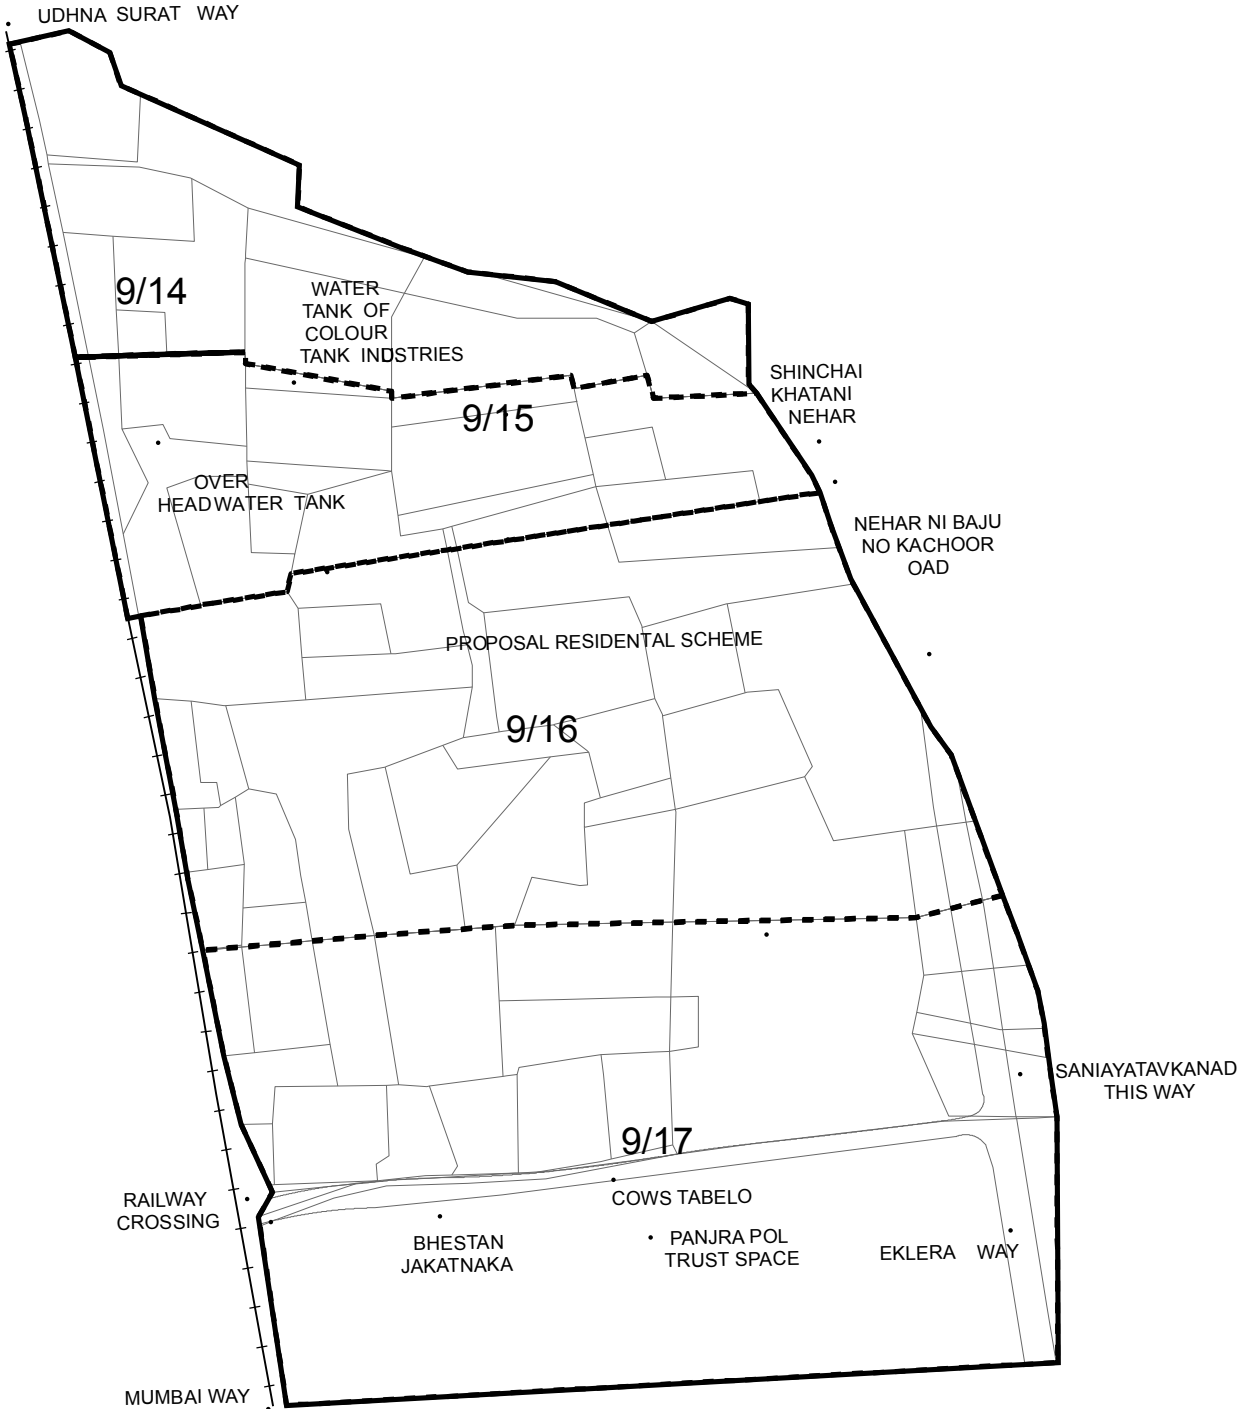 UDHNA SURAT WAY
9/14
WATER
TANK OF
COLOUR
TANK INDSTRIES
SHINCHAI
KHATANI
NEHAR
9/15
OVER
HEADWATER TANK
NEHAR NI BAJU
NO KACHOOR
OAD
PROPOSAL RESIDENTAL SCHEME
9/16
SANIAYATAVKANAD
THIS WAY
9/17
RAILWAY
CROSSING
COWS TABELO
BHESTAN
JAKATNAKA
PANJRA POL
TRUST SPACE
EKLERA WAY
MUMBAI WAY